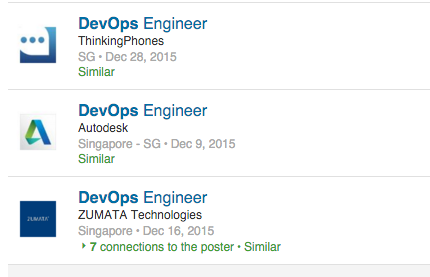 DevOps Engineer
ThinkingPhones
SG • Dec 28, 2015
Similar
DevOps Engineer
Autodesk
Singapore - SG • Dec 9, 2015
Similar
ZUMATA
DevOps Engineer
ZUMATA Technologies
Singapore • Dec 16, 2015
7 connections to the poster • Similar